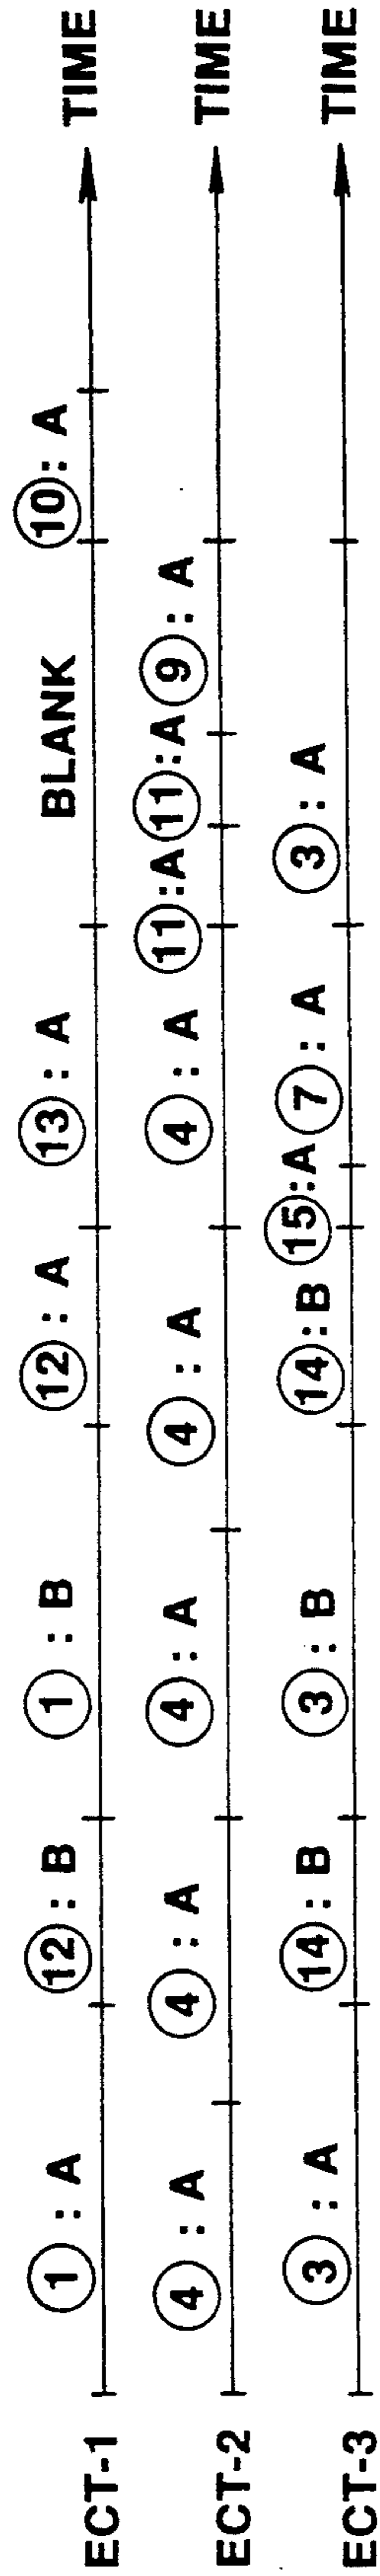 ECT-1 1 : A 12 : B 1 : B 12 : A 13 : A BLANK 10 : A TIME
ECT-2 4 : A 4 : A 4 : A 4 : A 4 : A 11 : A 11 : A 9 : A TIME
ECT-3 3 : A 14 : B 3 : B 14 : B 15 : A 7 : A 3 : A TIME